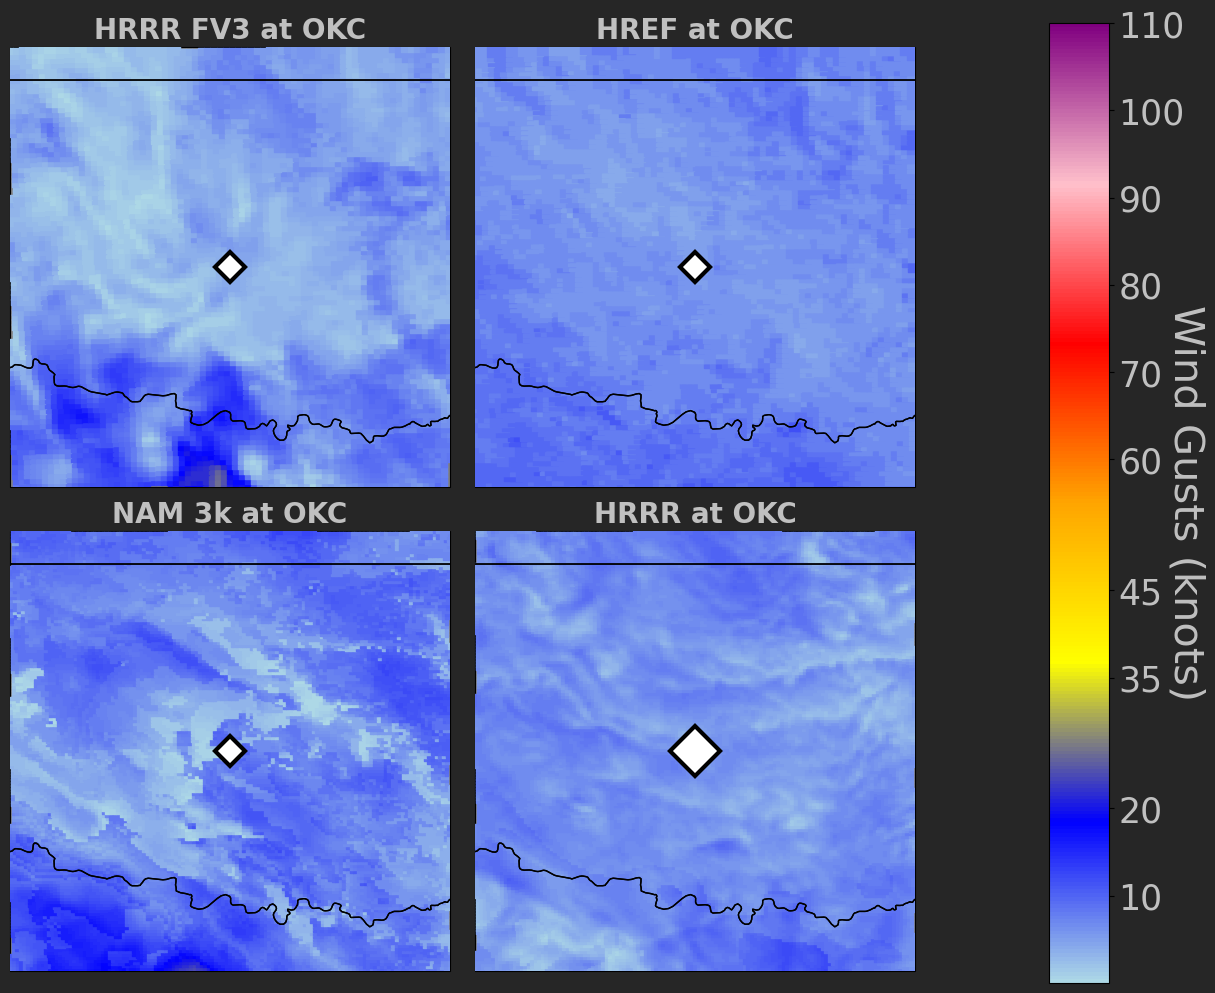 HRRR FV3 at OKC
HREF at OKC
NAM 3k at OKC
HRRR at OKC
110
100
90
80
70
60
45
35
20
10
Wind Gusts (knots)